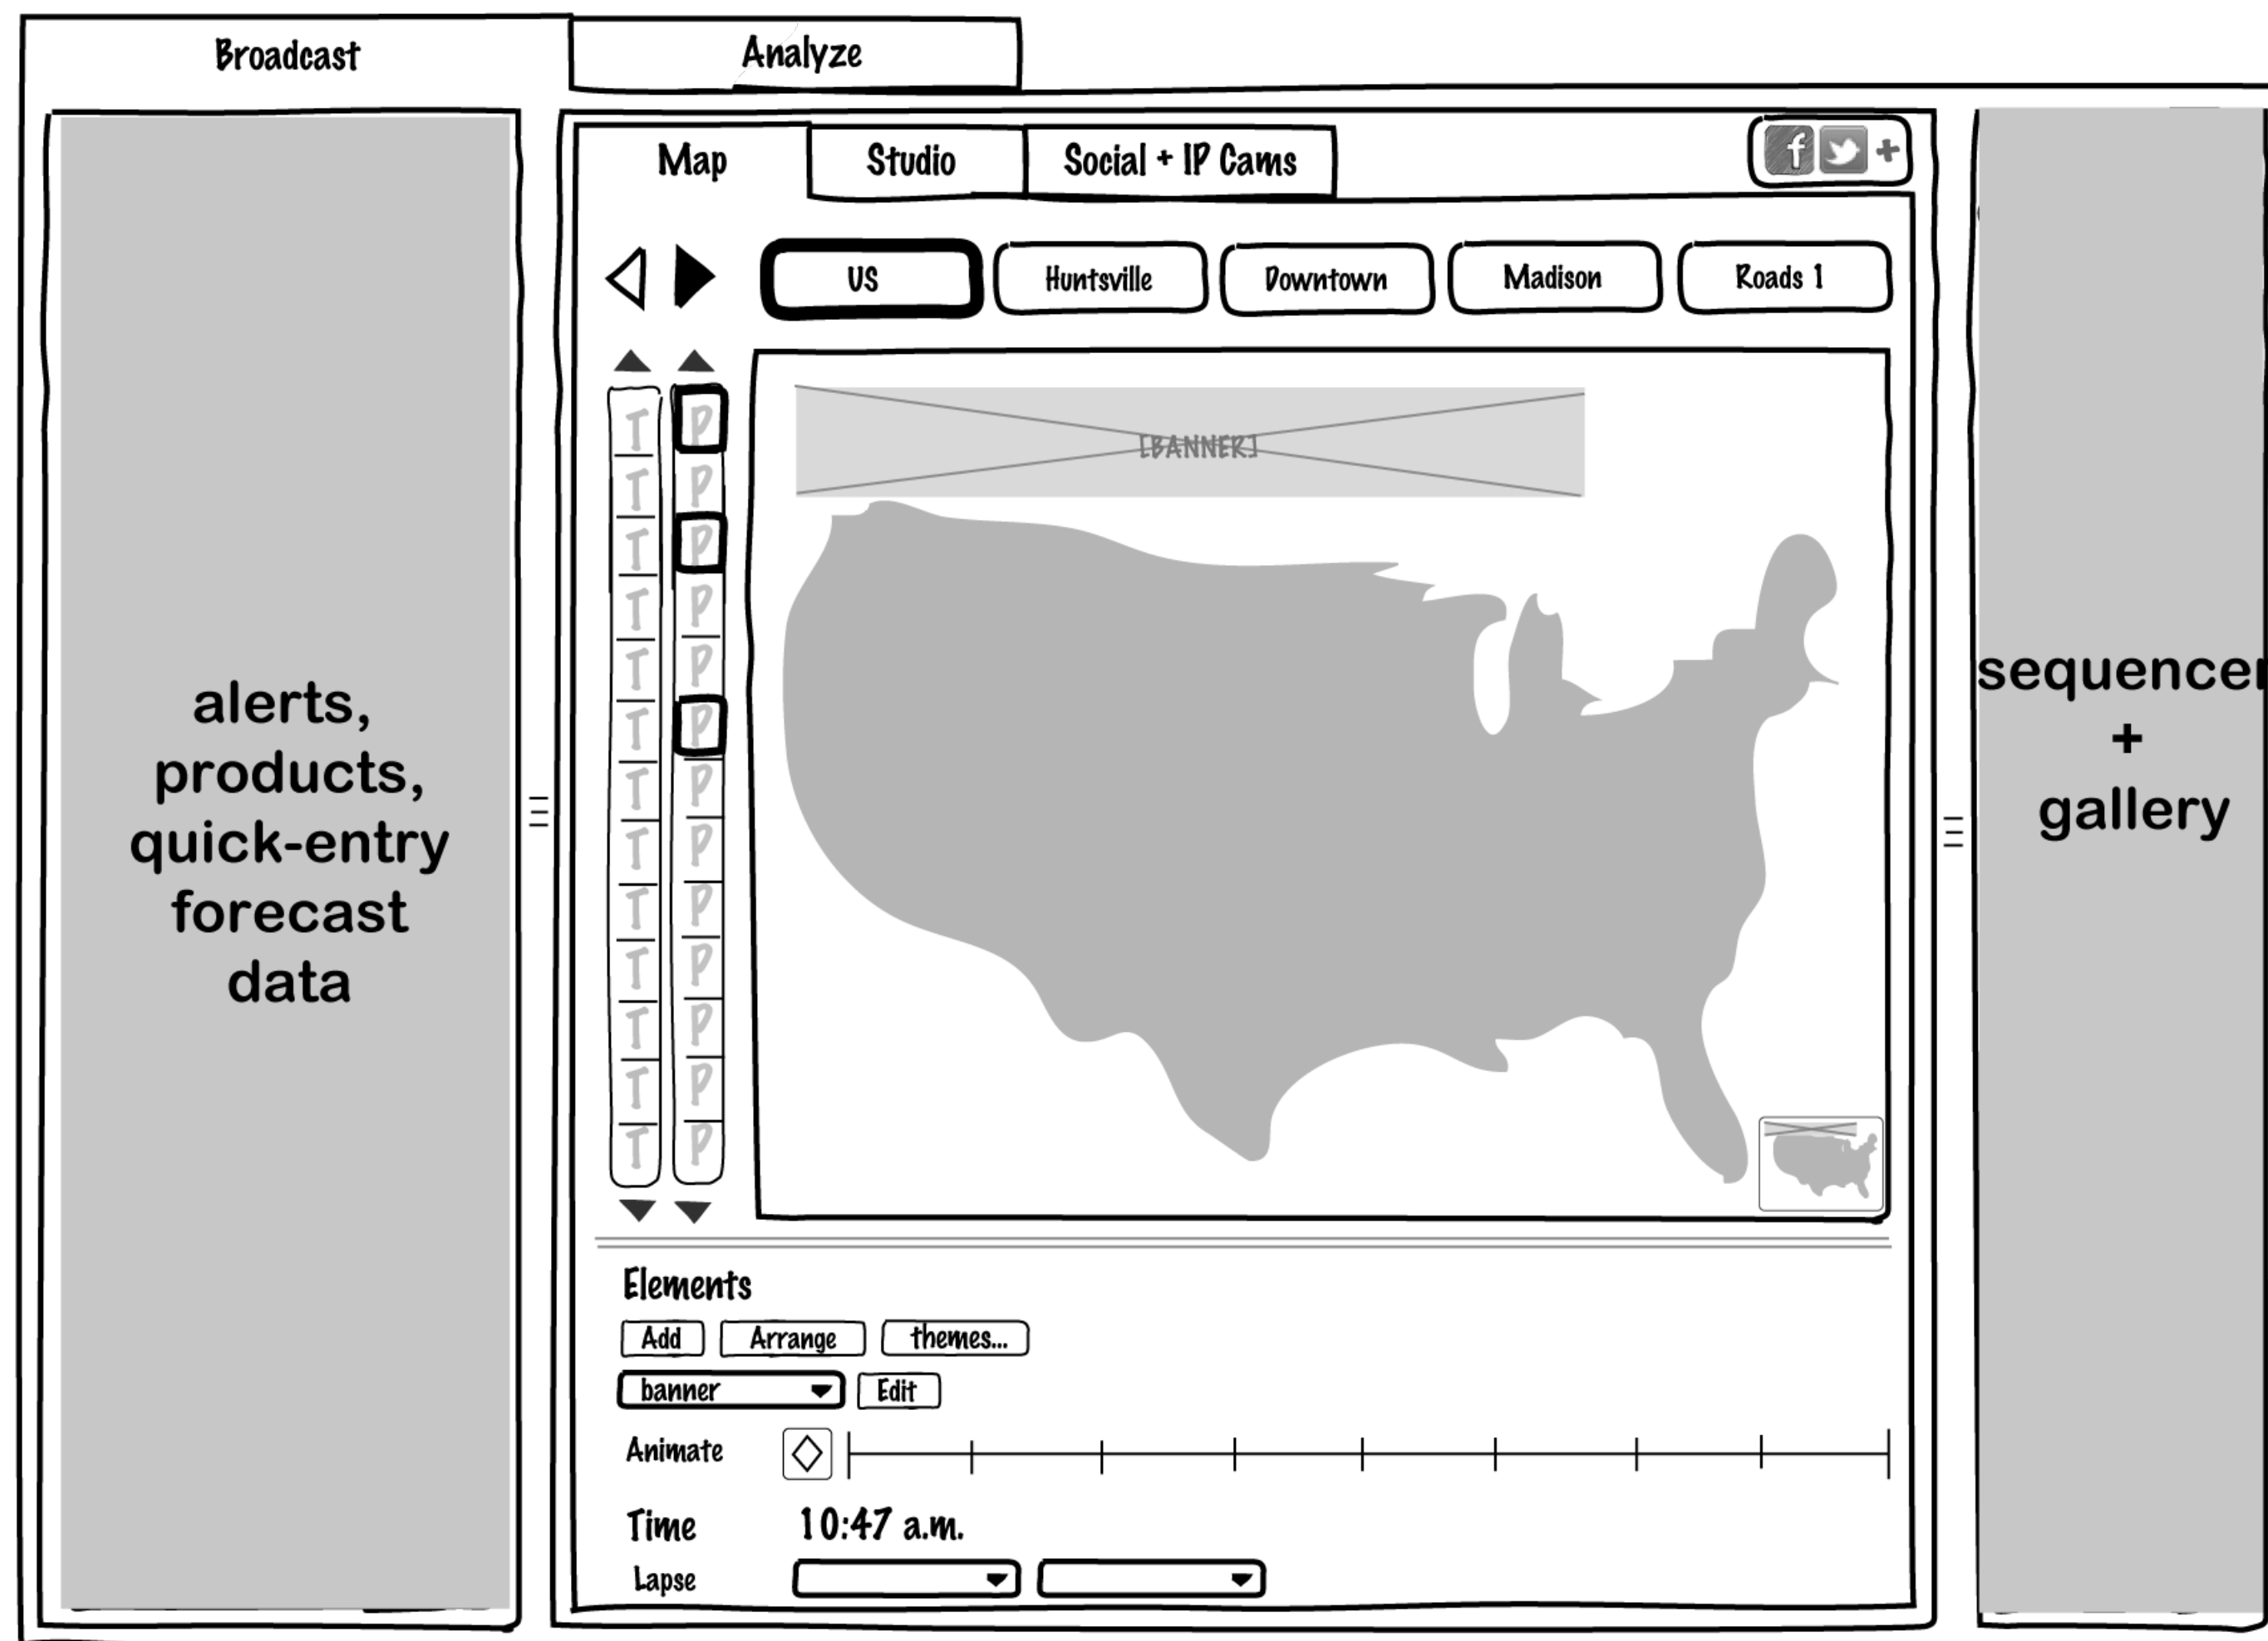 Broadcast
Analyze
alerts,
products,
quick-entry
forecast
data
Map
Studio
Social + IP Cams
f
+
US
Huntsville
Downtown
Madison
Roads 1
T P
T P
T P
T P
T P
T P
T P
T P
T P
T P
T P
T P
T P
[BANNER]
Elements
Add
Arrange
themes...
banner
Edit
Animate
Time
10:47 a.m.
Lapse
sequencer
+
gallery